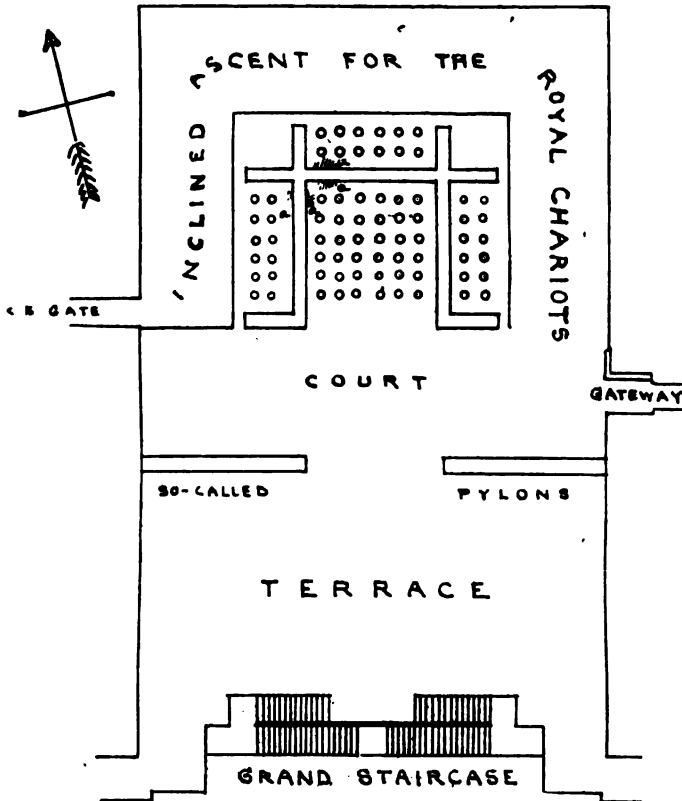 INCLINED ASCENT FOR THE ROYAL CHARIOTS
GATE
COURT
GATEWAY
SO-CALLED
PYLONS
TERRACE
GRAND STAIRCASE